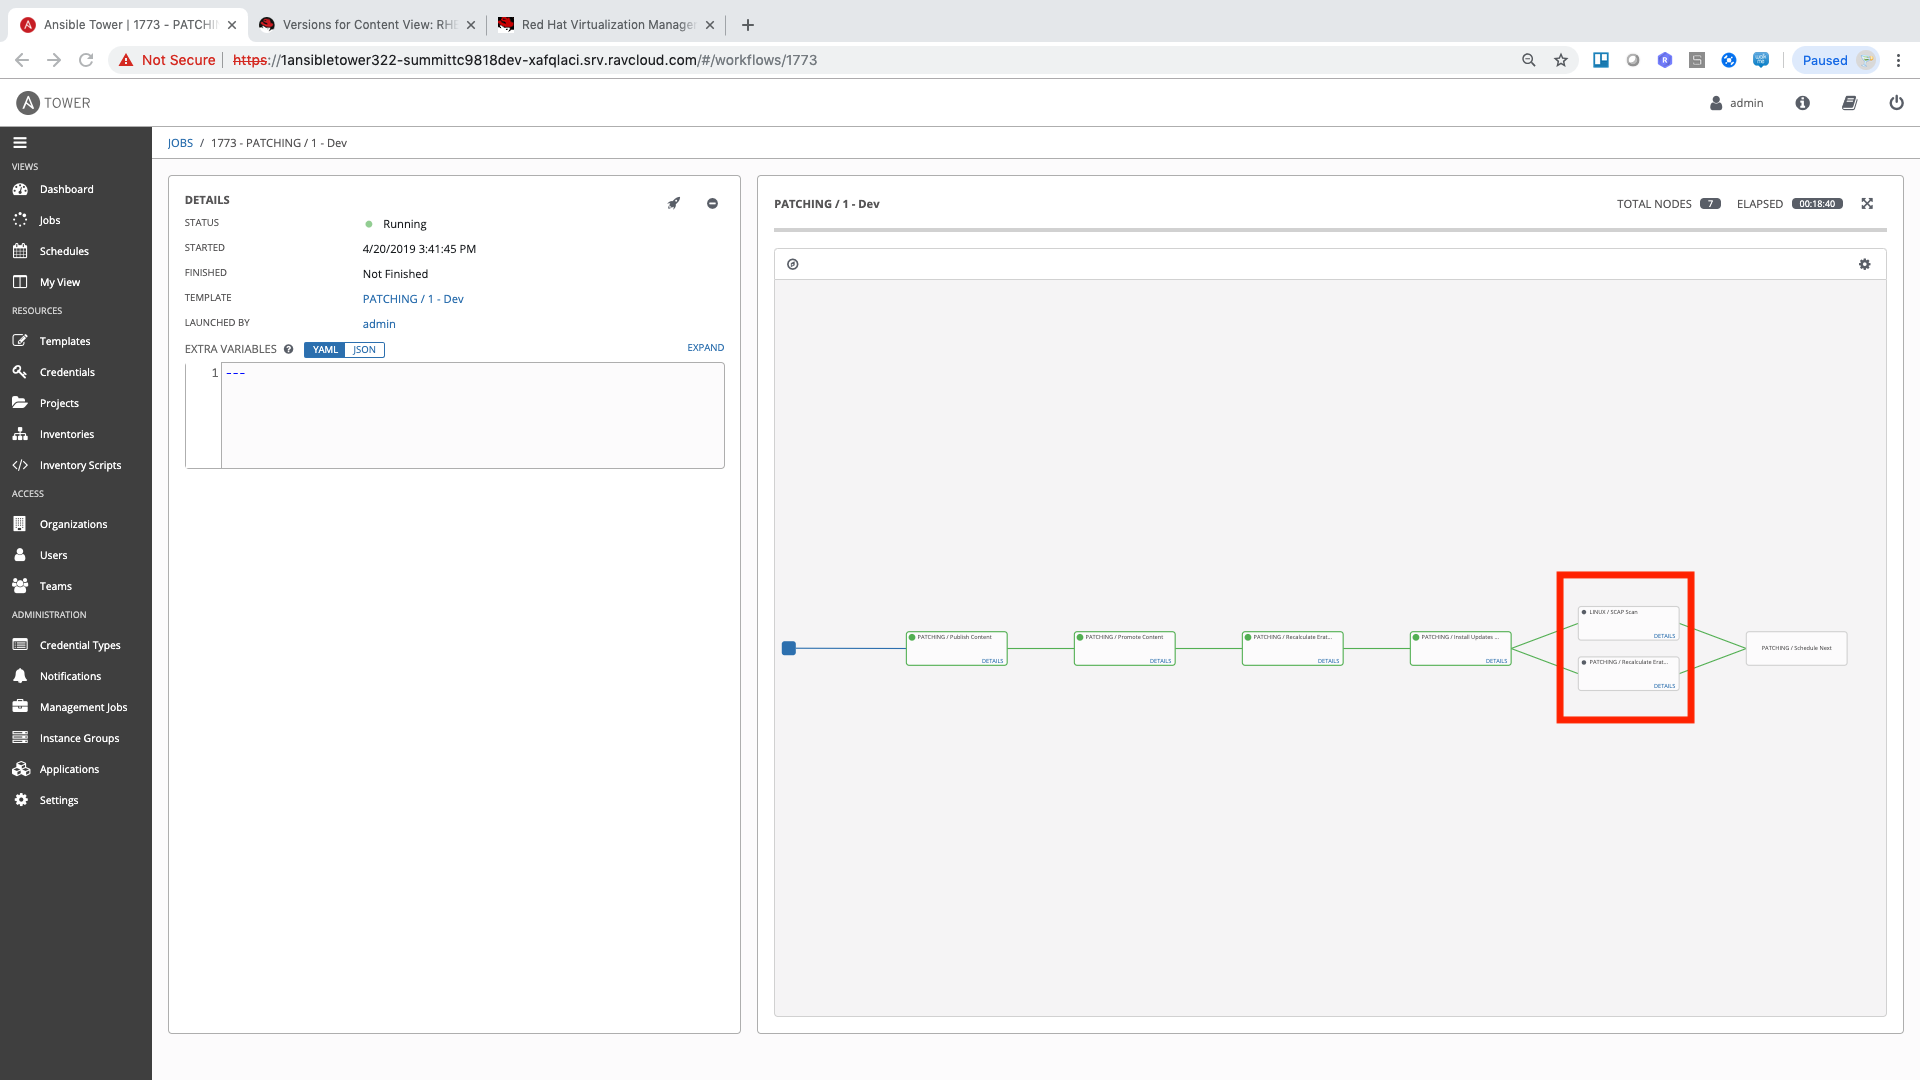 Ansible Tower | 1773 - PATCHI
Versions for Content View: RHE
Red Hat Virtualization Manage
Not Secure
https://1ansibletower322-summittc9818dev-xafqlaci.srv.ravcloud.com/#/workflows/1773
Paused
TOWER
admin
VIEWS
Dashboard
Jobs
Schedules
My View
RESOURCES
Templates
Credentials
Projects
Inventories
Inventory Scripts
ACCESS
Organizations
Users
Teams
ADMINISTRATION
Credential Types
Notifications
Management Jobs
Instance Groups
Applications
Settings
JOBS / 1773 - PATCHING / 1 - Dev
DETAILS
STATUS Running
STARTED 4/20/2019 3:41:45 PM
FINISHED Not Finished
TEMPLATE PATCHING / 1 - Dev
LAUNCHED BY admin
EXTRA VARIABLES YAML JSON EXPAND
1 ---
PATCHING / 1 - Dev
TOTAL NODES 7 ELAPSED 00:18:40
PATCHING / Publish Content
DETAILS
PATCHING / Promote Content
DETAILS
PATCHING / Recalculate Erat...
DETAILS
PATCHING / Install Updates ...
DETAILS
LINUX / SCAP Scan
DETAILS
PATCHING / Recalculate Erat...
DETAILS
PATCHING / Schedule Next